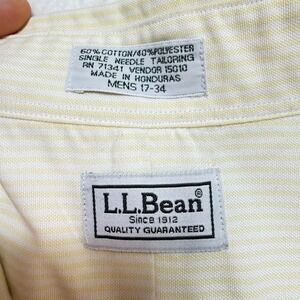 60% COTTON/40% POLYESTER
SINGLE NEEDLE TAILORING
RN 71341 VENDOR 15010
MADE IN HONDURAS
MENS 17-34
L.L.Bean®
Since 1912
QUALITY GUARANTEED